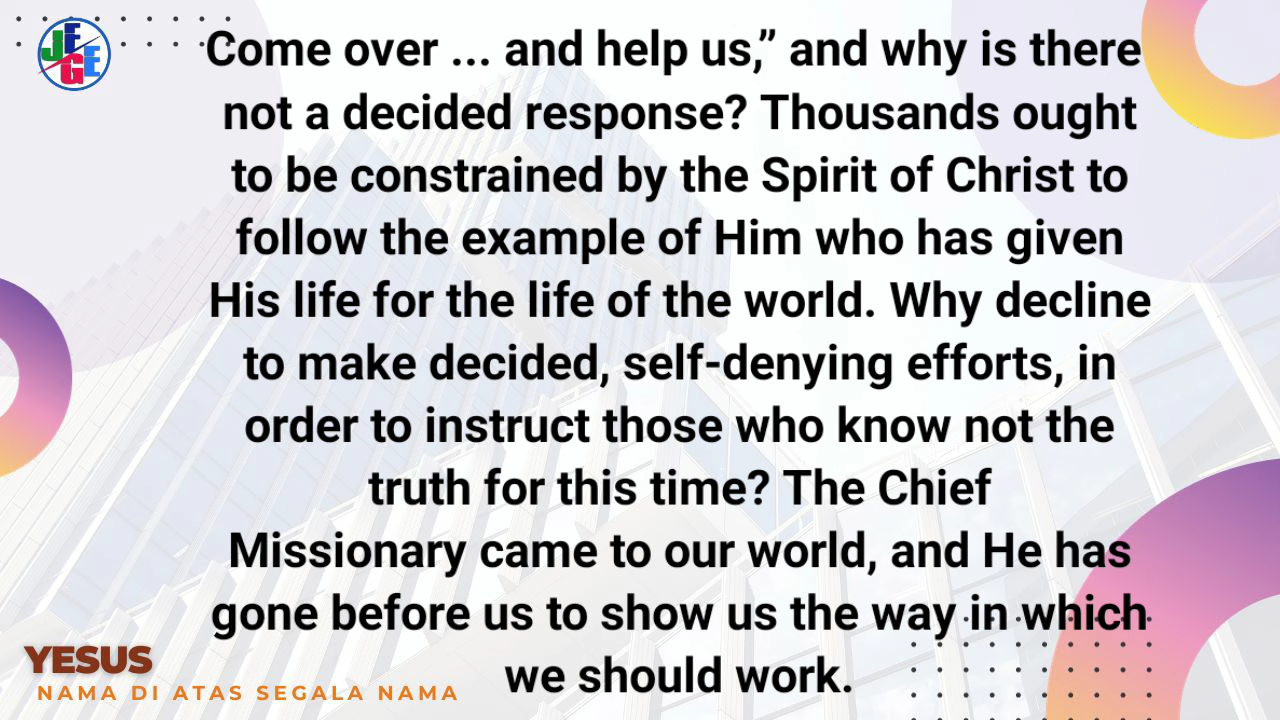 JEGE
Come over ... and help us,” and why is there
not a decided response? Thousands ought
to be constrained by the Spirit of Christ to
follow the example of Him who has given
His life for the life of the world. Why decline
to make decided, self-denying efforts, in
order to instruct those who know not the
truth for this time? The Chief
Missionary came to our world, and He has
gone before us to show us the way in which
we should work.
YESUS
NAMA DI ATAS SEGALA NAMA